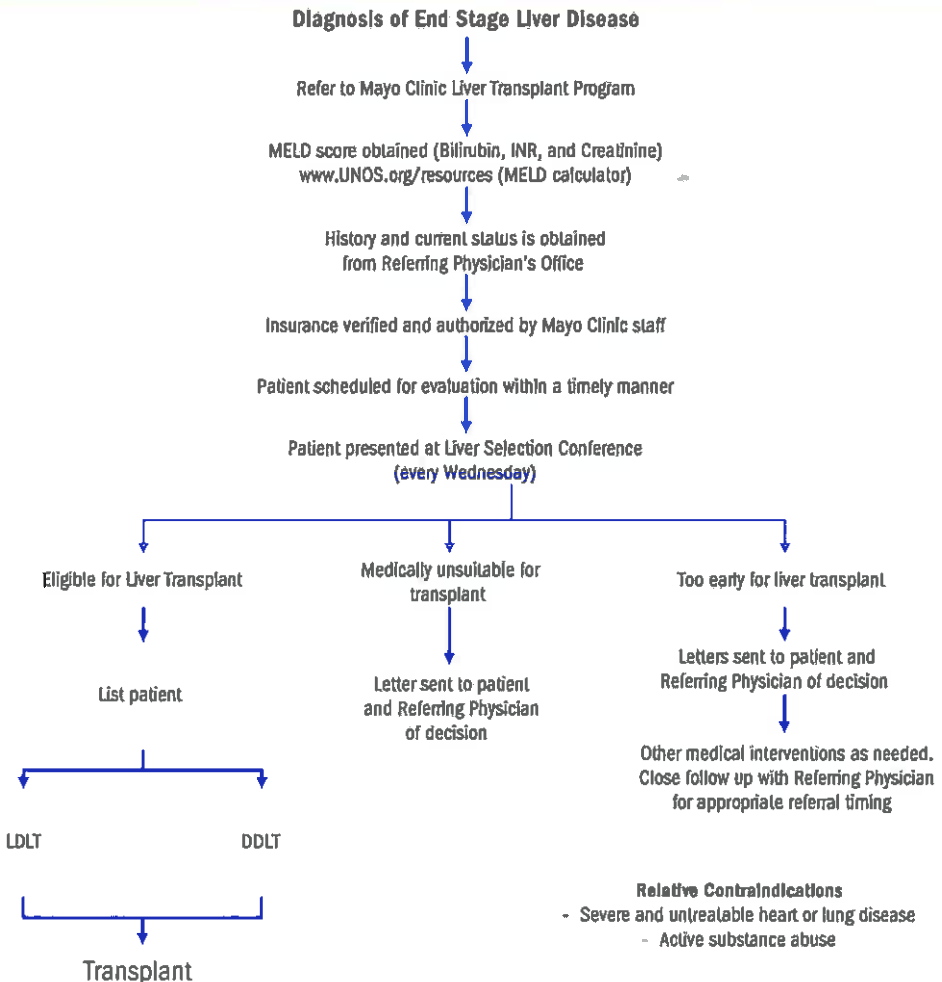 Diagnosis of End Stage Liver Disease
Refer to Mayo Clinic Liver Transplant Program
MELD score obtained (Bilirubin, INR, and Creatinine)
www.UNOS.org/resources (MELD calculator)
History and current status is obtained
from Referring Physician's Office
Insurance verified and authorized by Mayo Clinic staff
Patient scheduled for evaluation within a timely manner
Patient presented at Liver Selection Conference
(every Wednesday)
Eligible for Liver Transplant
List patient
LDLT
DDLT
Transplant
Medically unsuitable for
transplant
Letter sent to patient
and Referring Physician
of decision
Too early for liver transplant
Letters sent to patient and
Referring Physician of decision
Other medical interventions as needed.
Close follow up with Referring Physician
for appropriate referral timing
Relative Contraindications
- Severe and untreatable heart or lung disease
- Active substance abuse